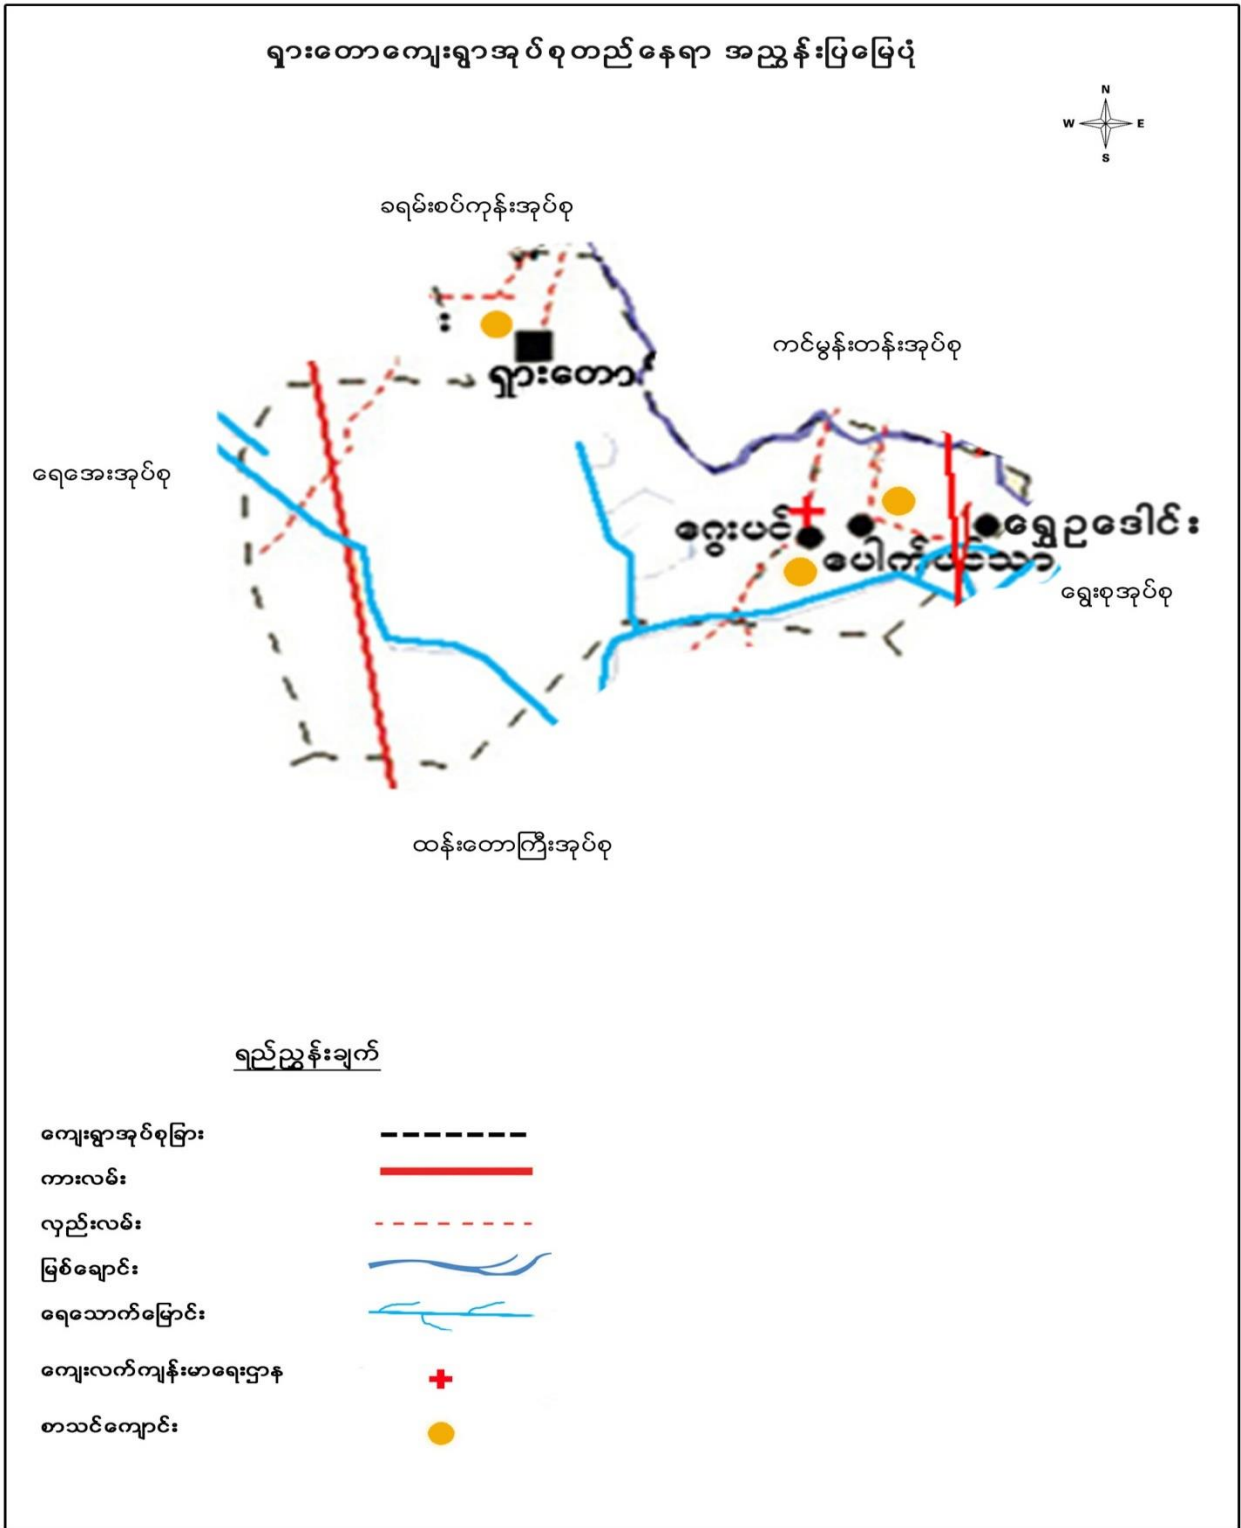 ရှားတောကျေးရွာအုပ်စုတည်နေရာ အညွှန်းပြမြေပုံ
N
W E
S
ခရမ်းစပ်ကုန်းအုပ်စု
ကင်မွန်းတန်းအုပ်စု
ရှားတော
ရေအေးအုပ်စု
ဂွေးပင်
ရွှေဥဒေါင်း
ပေါက်ပင်သာ
ရွေးစုအုပ်စု
ထန်းတောကြီးအုပ်စု
ရည်ညွှန်းချက်
ကျေးရွာအုပ်စုခြား
ကားလမ်း
လှည်းလမ်း
မြစ်ချောင်း
ရေသောက်မြောင်း
ကျေးလက်ကျန်းမာရေးဌာန
စာသင်ကျောင်း